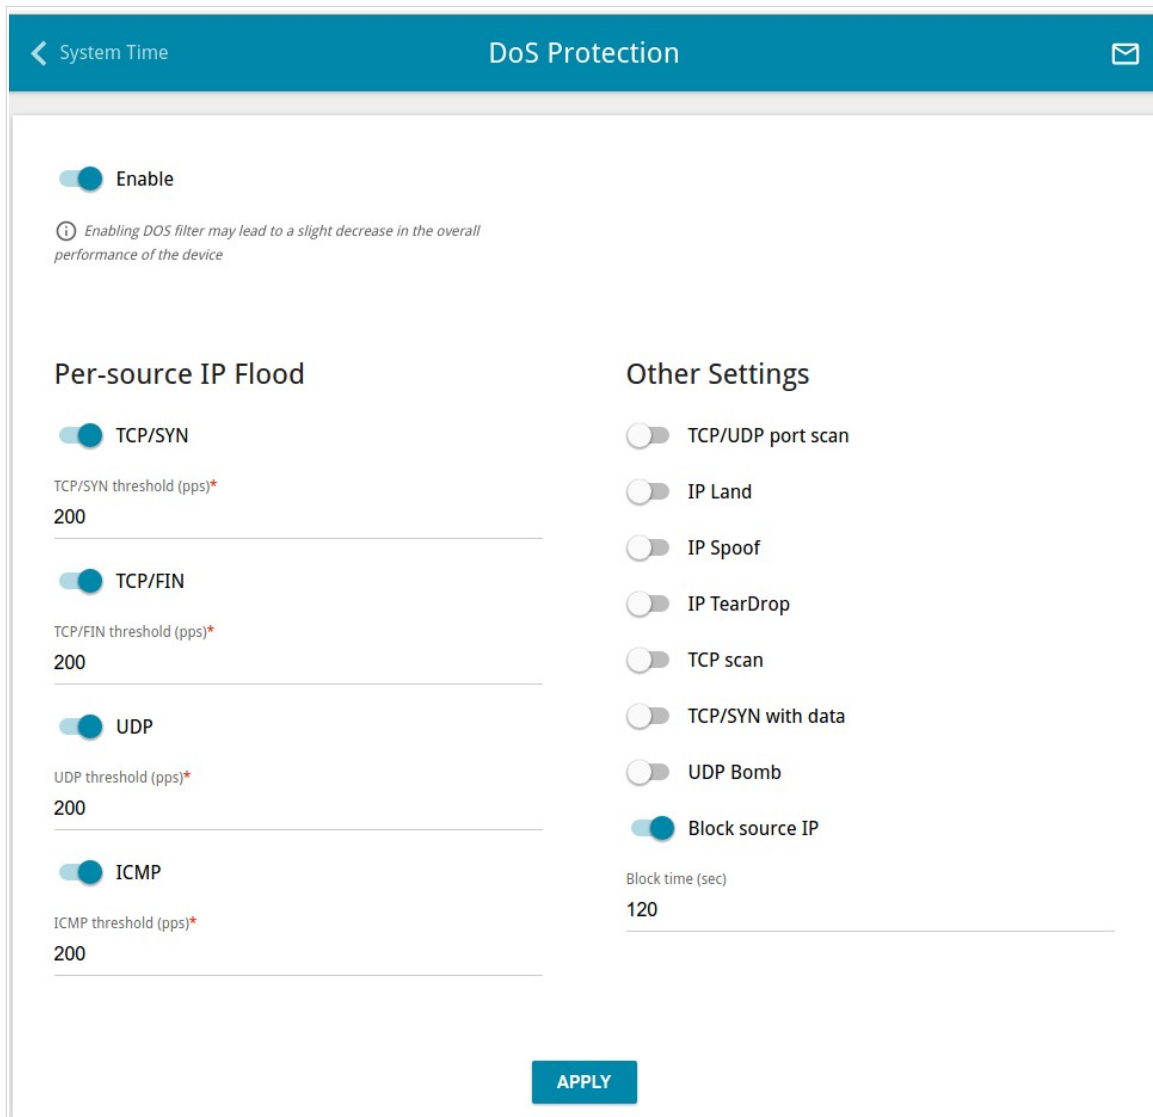 System Time
DoS Protection
Enable
Enabling DOS filter may lead to a slight decrease in the overall
performance of the device
Per-source IP Flood
TCP/SYN
TCP/SYN threshold (pps)*
200
TCP/FIN
TCP/FIN threshold (pps)*
200
UDP
UDP threshold (pps)*
200
ICMP
ICMP threshold (pps)*
200
Other Settings
TCP/UDP port scan
IP Land
IP Spoof
IP TearDrop
TCP scan
TCP/SYN with data
UDP Bomb
Block source IP
Block time (sec)
120
APPLY